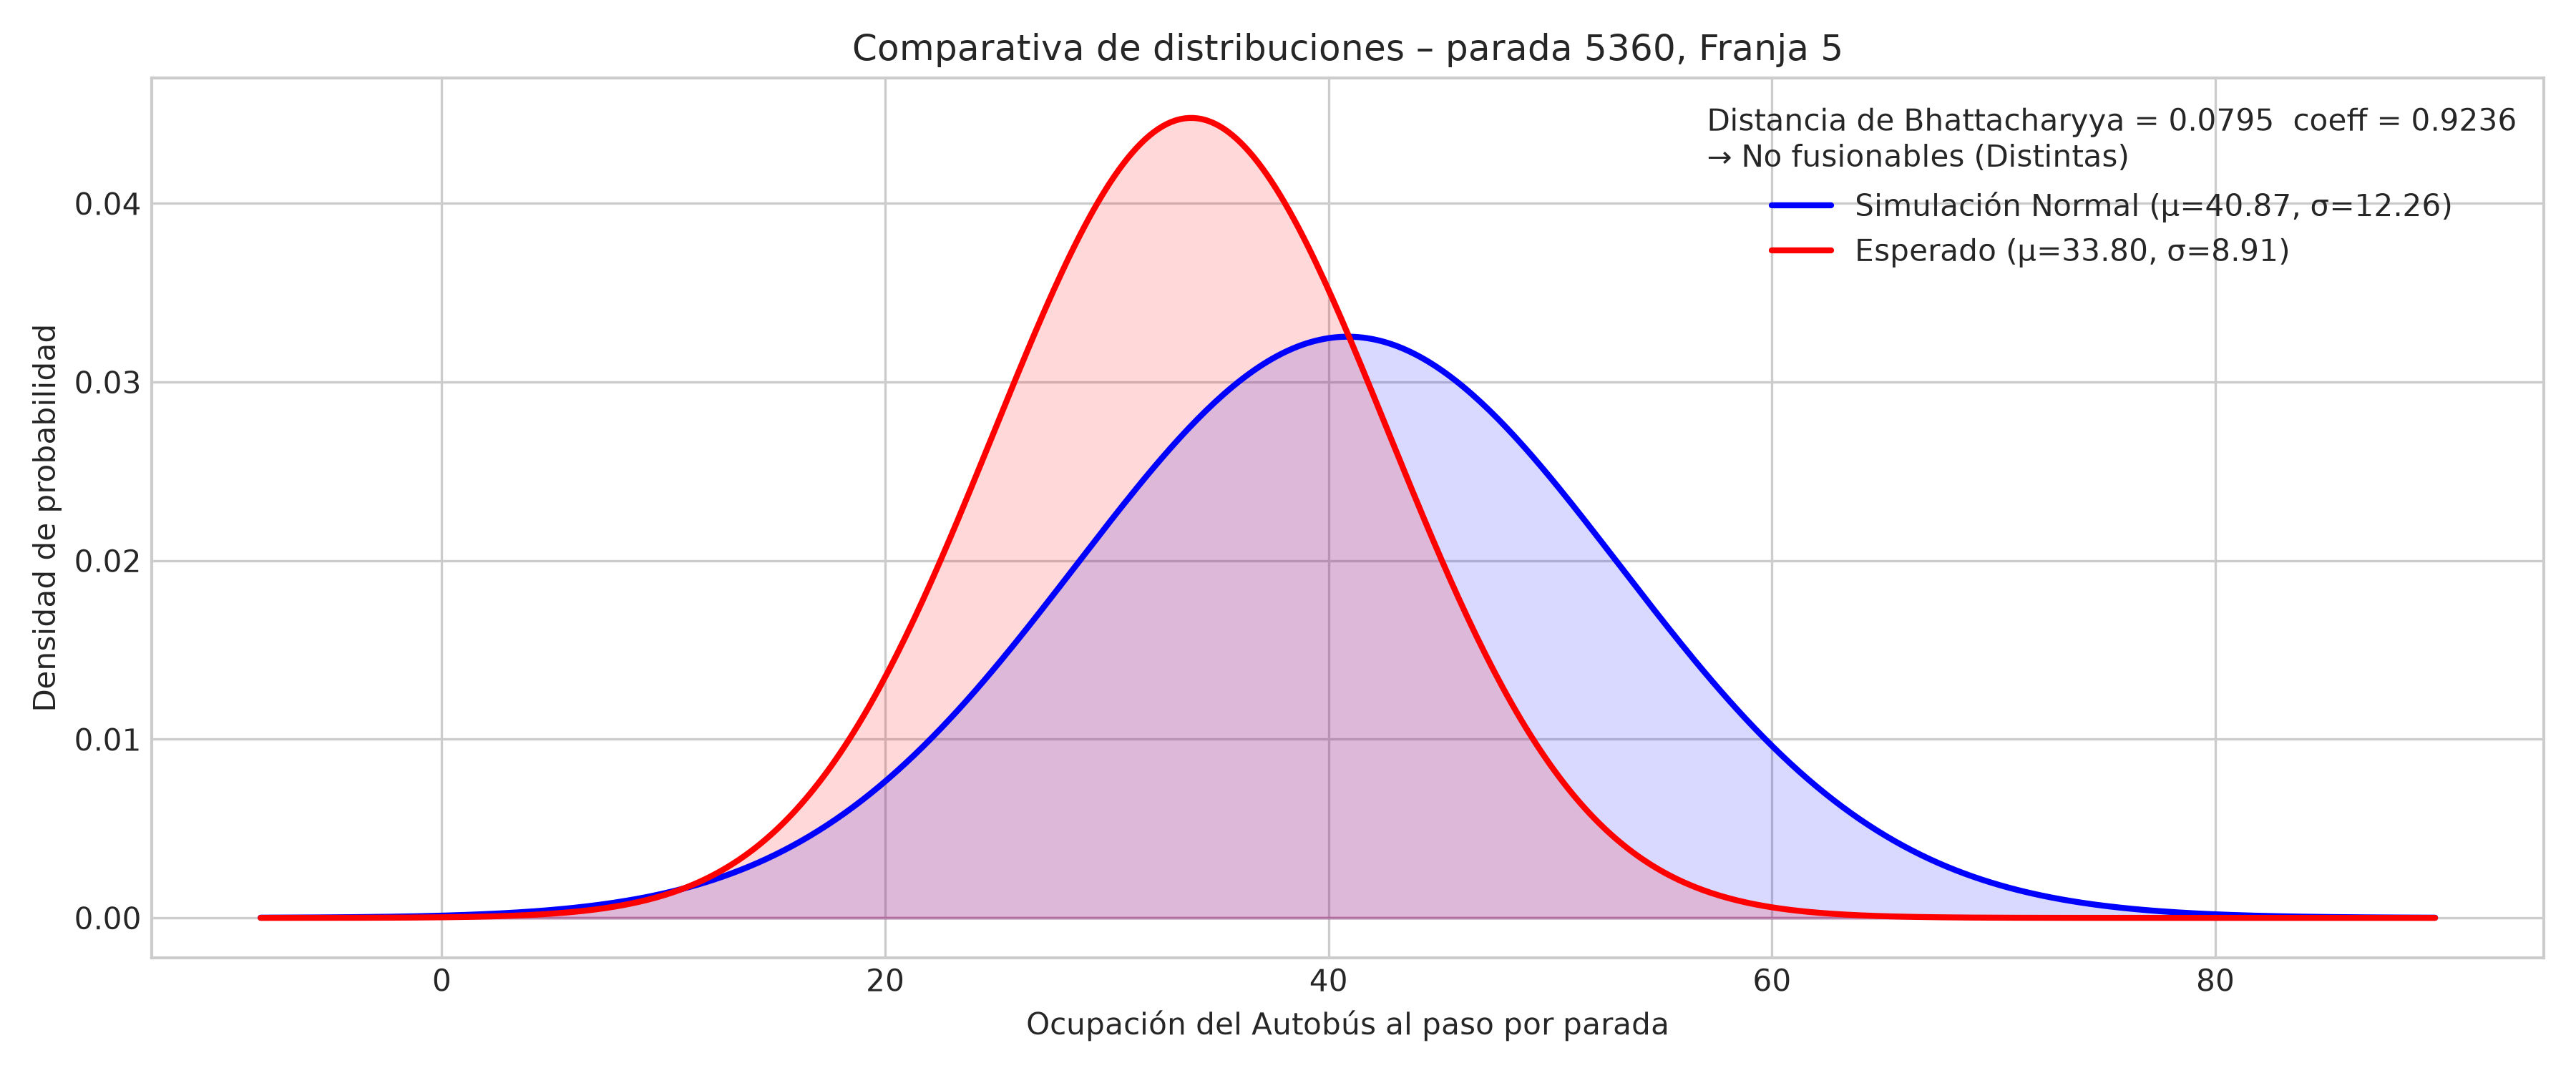 Comparativa de distribuciones – parada 5360, Franja 5
Distancia de Bhattacharyya = 0.0795  coeff = 0.9236
→ No fusionables (Distintas)
Simulación Normal (μ=40.87, σ=12.26)
Esperado (μ=33.80, σ=8.91)
Densidad de probabilidad
0.04
0.03
0.02
0.01
0.00
0 20 40 60 80
Ocupación del Autobús al paso por parada